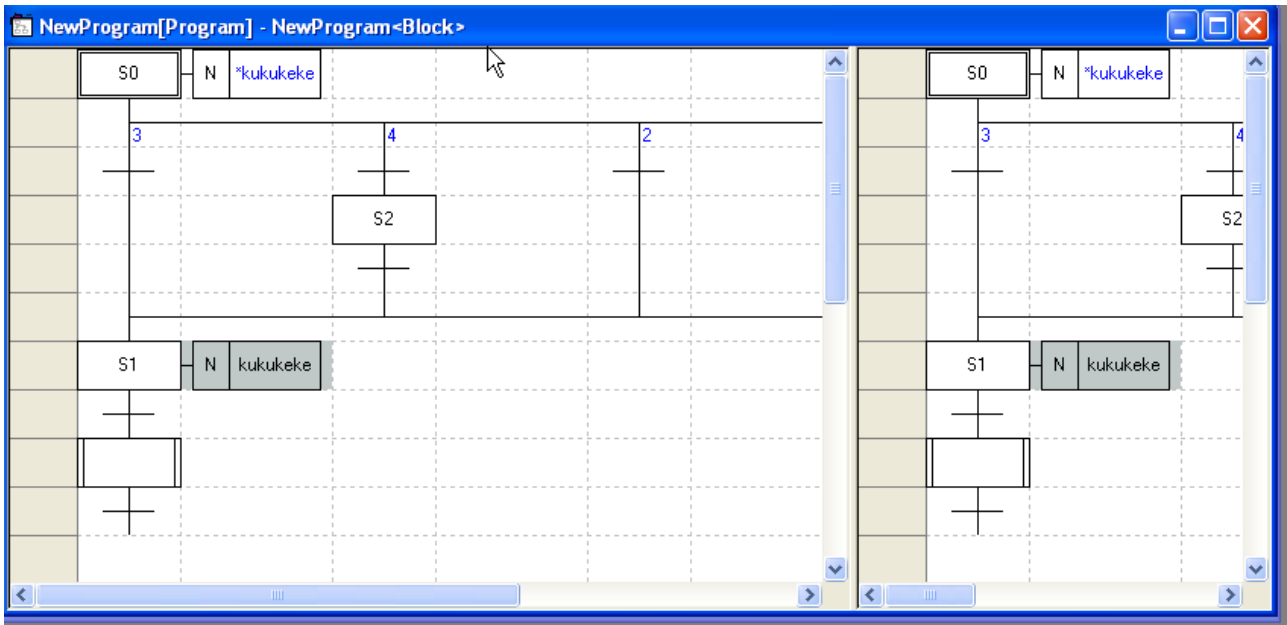 NewProgram[Program] - NewProgram<Block>
S0 N *kukukeke
3 4 2
S2
S1 N kukukeke
S0 N *kukukeke
3 4
S2
S1 N kukukeke